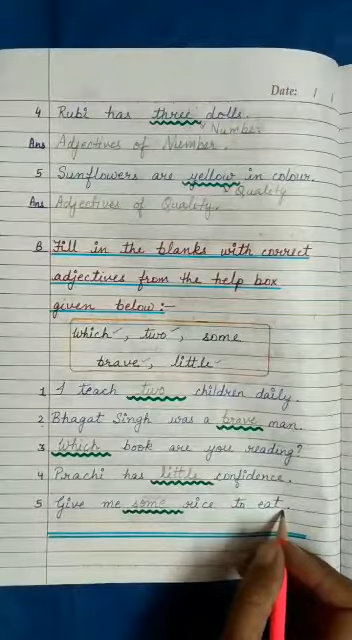 Date: / /
4 Rubi has three dolls.
Number
Ans Adjectives of Number.
5 Sunflowers are yellow in colour.
Quality
Ans Adjectives of Quality.
B Fill in the blanks with correct
adjectives from the help box
given below:-
Which, two, some
brave, little
1 I teach two children daily.
2 Bhagat Singh was a brave man.
3 Which book are you reading?
4 Prachi has little confidence.
5 Give me some rice to eat.